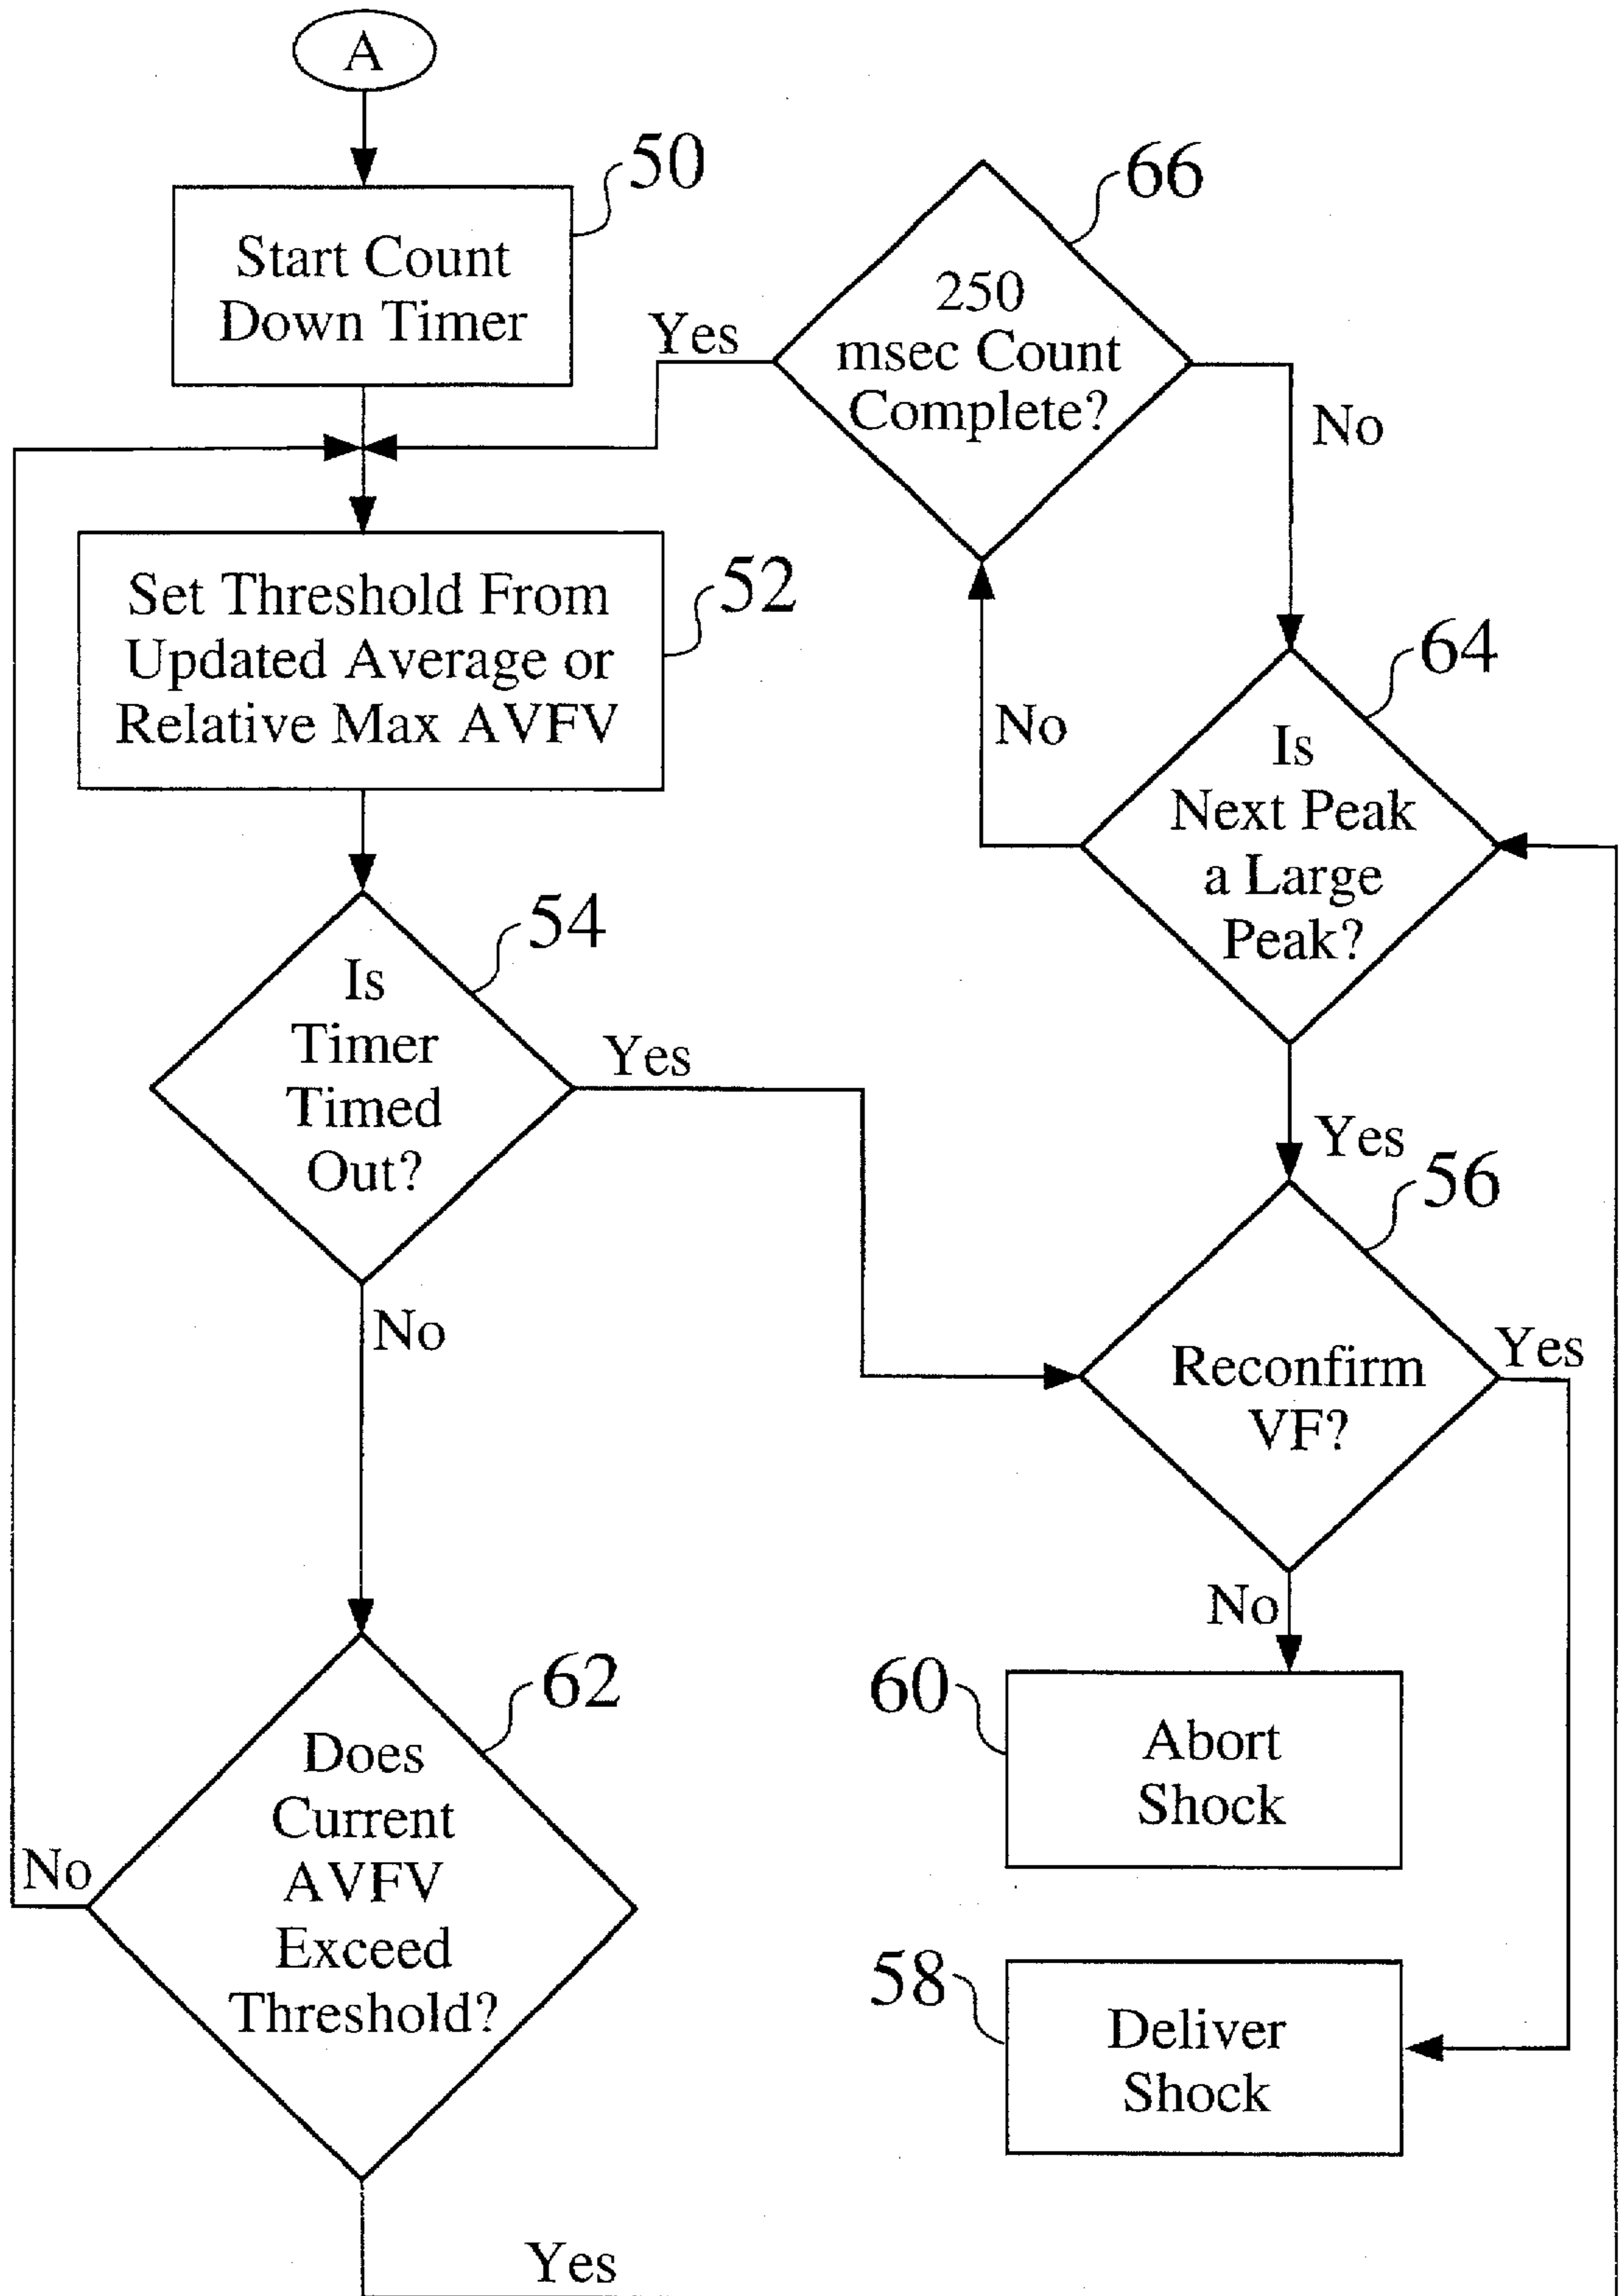 A
50
Start Count
Down Timer
66
250
msec Count
Complete?
Yes
No
52
Set Threshold From
Updated Average or
Relative Max AVFV
64
Is
Next Peak
a Large
Peak?
No
Yes
54
Is
Timer
Timed
Out?
Yes
No
56
Reconfirm
VF?
Yes
No
62
Does
Current
AVFV
Exceed
Threshold?
No
Yes
60
Abort
Shock
58
Deliver
Shock